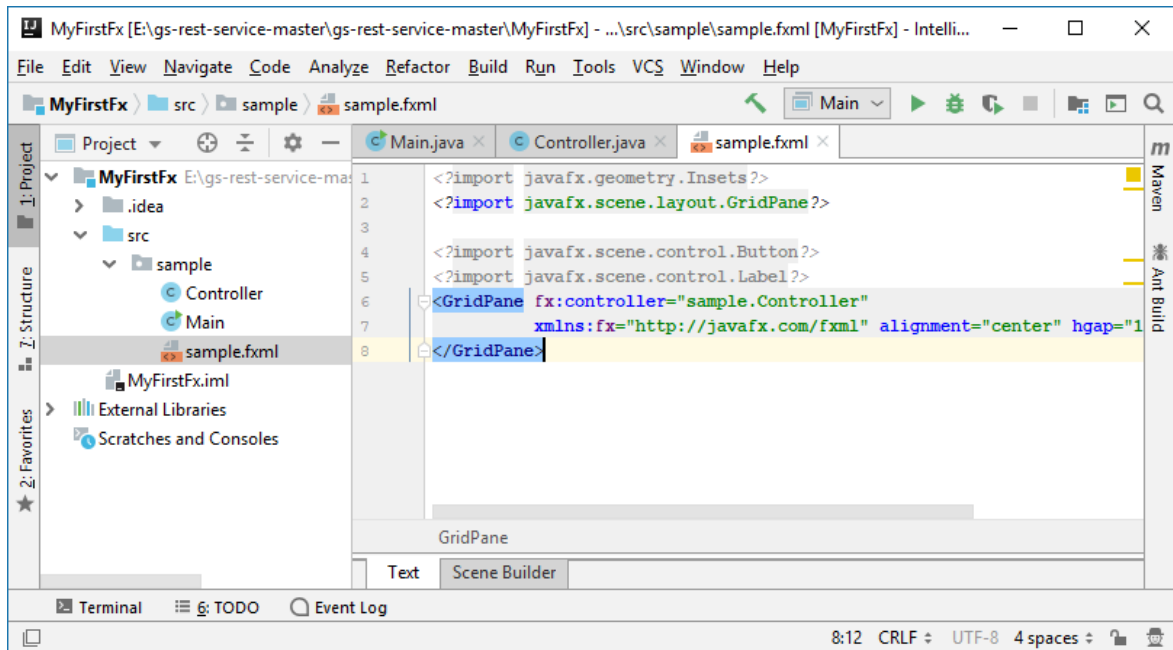 MyFirstFx [E:\gs-rest-service-master\gs-rest-service-master\MyFirstFx] - ...\src\sample\sample.fxml [MyFirstFx] - Intelli...
File Edit View Navigate Code Analyze Refactor Build Run Tools VCS Window Help
MyFirstFx src sample sample.fxml Main
1: Project
7: Structure
2: Favorites
Project
MyFirstFx E:\gs-rest-service-mas
.idea
src
sample
Controller
Main
sample.fxml
MyFirstFx.iml
External Libraries
Scratches and Consoles
Main.java Controller.java sample.fxml
1 <?import javafx.geometry.Insets?>
2 <?import javafx.scene.layout.GridPane?>
3
4 <?import javafx.scene.control.Button?>
5 <?import javafx.scene.control.Label?>
6 <GridPane fx:controller="sample.Controller"
7 xmlns:fx="http://javafx.com/fxml" alignment="center" hgap="1
8 </GridPane>
GridPane
Text Scene Builder
m Maven
Ant Build
Terminal 6: TODO Event Log
8:12 CRLF UTF-8 4 spaces